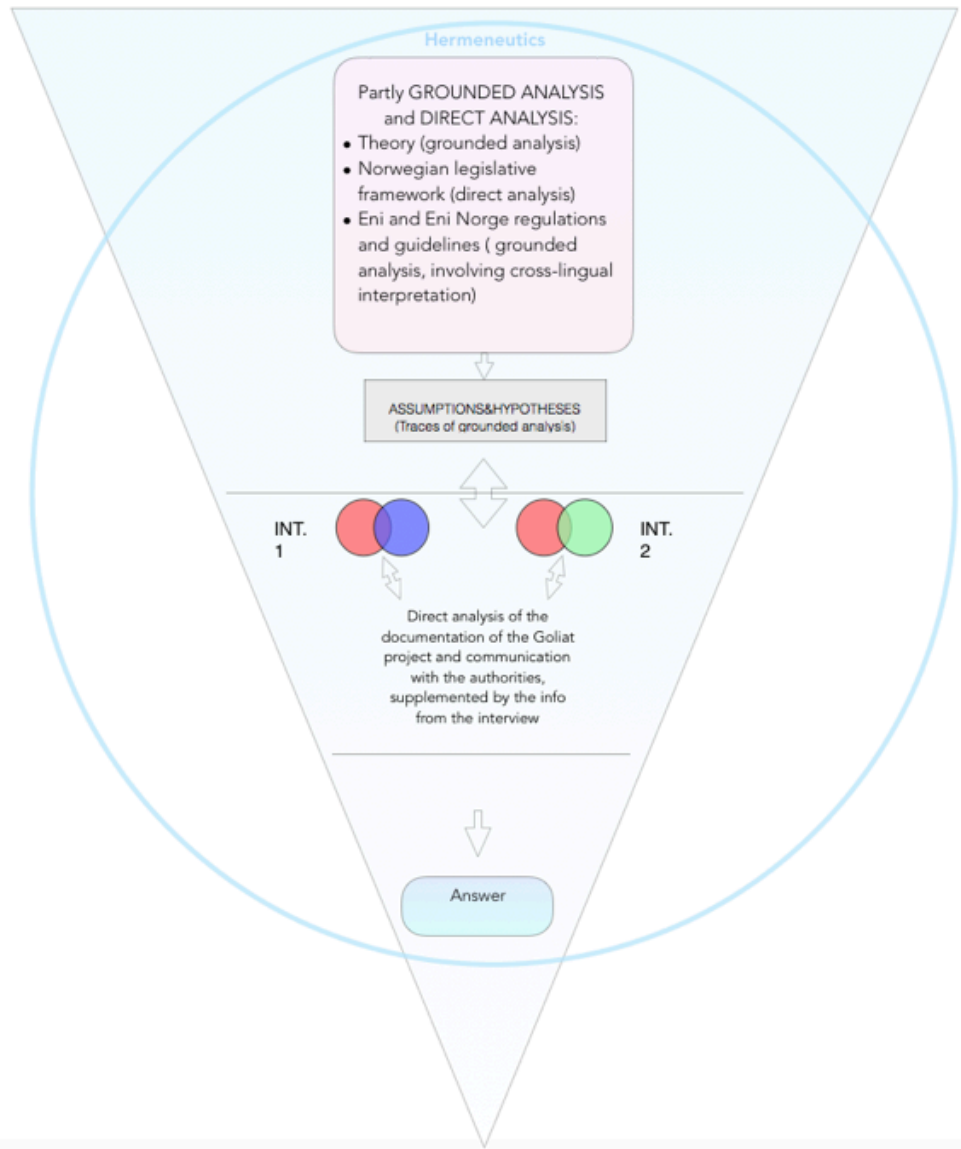 Hermeneutics
Partly GROUNDED ANALYSIS
and DIRECT ANALYSIS:
• Theory (grounded analysis)
• Norwegian legislative
framework (direct analysis)
• Eni and Eni Norge regulations
and guidelines ( grounded
analysis, involving cross-lingual
interpretation)
ASSUMPTIONS&HYPOTHESES
(Traces of grounded analysis)
INT.
1
INT.
2
Direct analysis of the
documentation of the Goliat
project and communication
with the authorities,
supplemented by the info
from the interview
Answer